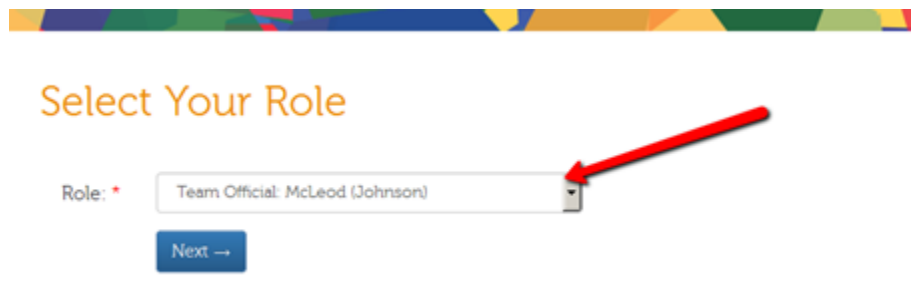 Select Your Role
Role: * Team Official: McLeod (Johnson)
Next →